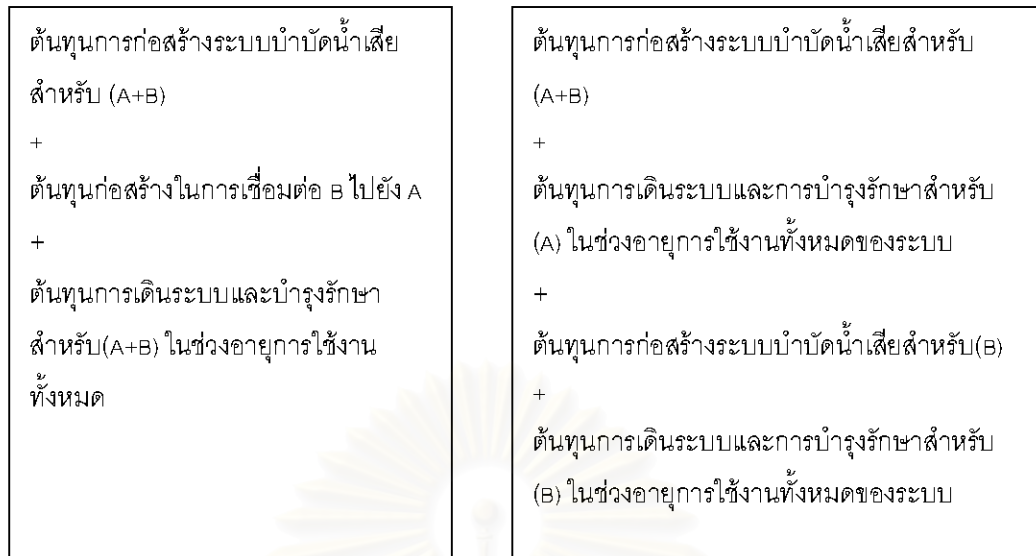 ต้นทุนการก่อสร้างระบบบำบัดน้ำเสีย
สำหรับ (A+B)
+
ต้นทุนก่อสร้างในการเชื่อมต่อ B ไปยัง A
+
ต้นทุนการเดินระบบและบำรุงรักษา
สำหรับ(A+B) ในช่วงอายุการใช้งาน
ทั้งหมด
ต้นทุนการก่อสร้างระบบบำบัดน้ำเสียสำหรับ
(A+B)
+
ต้นทุนการเดินระบบและการบำรุงรักษาสำหรับ
(A) ในช่วงอายุการใช้งานทั้งหมดของระบบ
+
ต้นทุนการก่อสร้างระบบบำบัดน้ำเสียสำหรับ(B)
+
ต้นทุนการเดินระบบและการบำรุงรักษาสำหรับ
(B) ในช่วงอายุการใช้งานทั้งหมดของระบบ